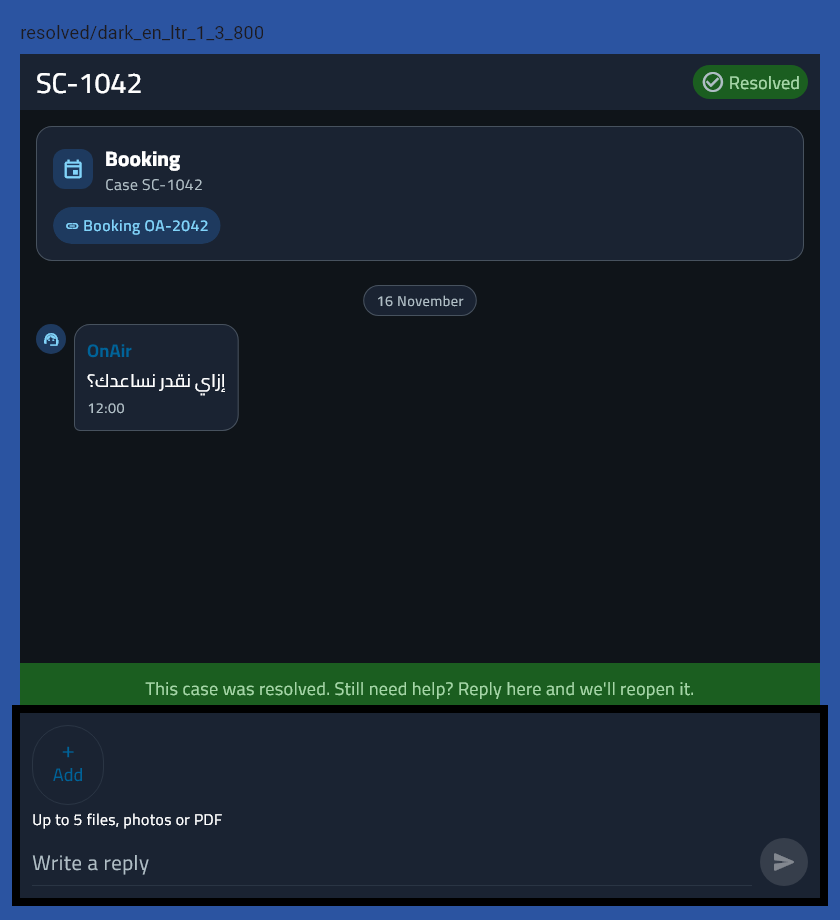 resolved/dark_en_ltr_1_3_800
SC-1042
Resolved
Booking
Case SC-1042
Booking OA-2042
16 November
OnAir
إزاي نقدر نساعدك؟
12:00
This case was resolved. Still need help? Reply here and we'll reopen it.
+
Add
Up to 5 files, photos or PDF
Write a reply